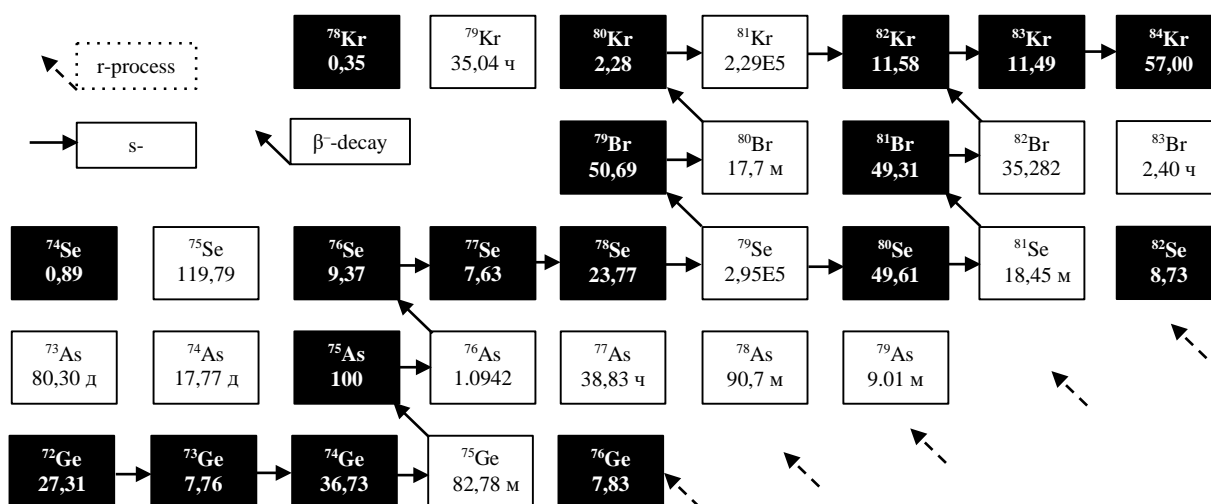 ⁷⁸Kr
0,35
⁷⁹Kr
35,04 ч
⁸⁰Kr
2,28
⁸¹Kr
2,29E5
⁸²Kr
11,58
⁸³Kr
11,49
⁸⁴Kr
57,00
r-process
s-
β⁻-decay
⁷⁹Br
50,69
⁸⁰Br
17,7 м
⁸¹Br
49,31
⁸²Br
35,282
⁸³Br
2,40 ч
⁷⁴Se
0,89
⁷⁵Se
119,79
⁷⁶Se
9,37
⁷⁷Se
7,63
⁷⁸Se
23,77
⁷⁹Se
2,95E5
⁸⁰Se
49,61
⁸¹Se
18,45 м
⁸²Se
8,73
⁷³As
80,30 д
⁷⁴As
17,77 д
⁷⁵As
100
⁷⁶As
1.0942
⁷⁷As
38,83 ч
⁷⁸As
90,7 м
⁷⁹As
9.01 м
⁷²Ge
27,31
⁷³Ge
7,76
⁷⁴Ge
36,73
⁷⁵Ge
82,78 м
⁷⁶Ge
7,83